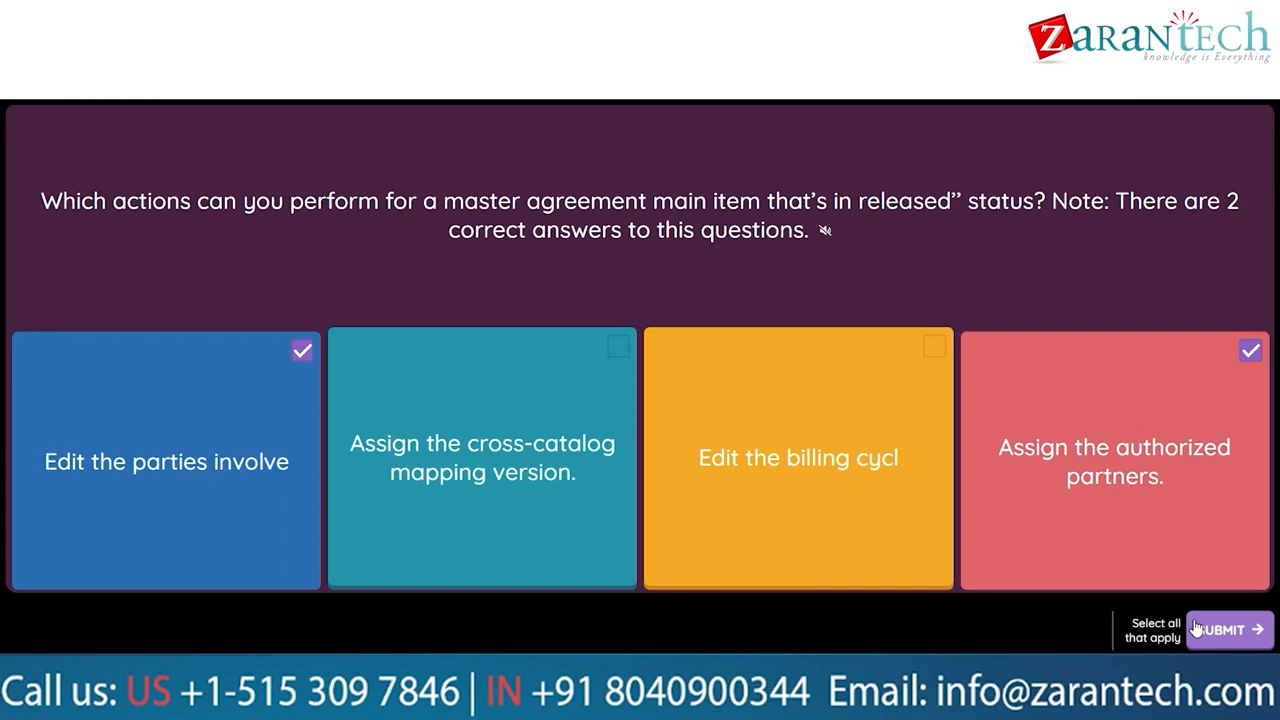 ZARANTECH
knowledge is Everything
Which actions can you perform for a master agreement main item that's in released” status? Note: There are 2
correct answers to this questions.
Edit the parties involve
Assign the cross-catalog
mapping version.
Edit the billing cycl
Assign the authorized
partners.
Select all
that apply
SUBMIT
Call us: US +1-515 309 7846 | IN +91 8040900344 Email: info@zarantech.com